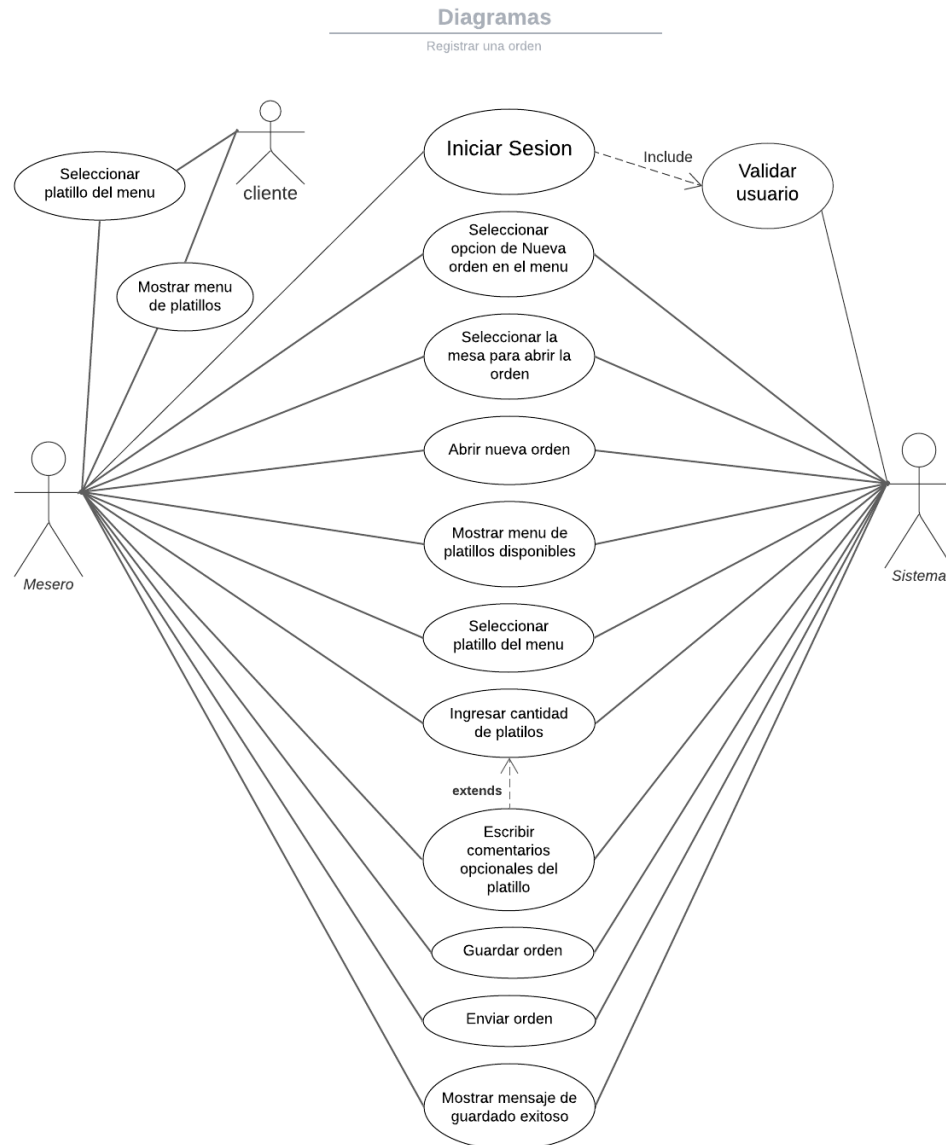 Diagramas
Registrar una orden
Seleccionar
platillo del menu
cliente
Mostrar menu
de platillos
Iniciar Sesion
Include
Validar
usuario
Seleccionar
opcion de Nueva
orden en el menu
Seleccionar la
mesa para abrir la
orden
Abrir nueva orden
Mostrar menu de
platillos disponibles
Mesero
Sistema
Seleccionar
platillo del menu
Ingresar cantidad
de platilos
extends
Escribir
comentarios
opcionales del
platillo
Guardar orden
Enviar orden
Mostrar mensaje de
guardado exitoso